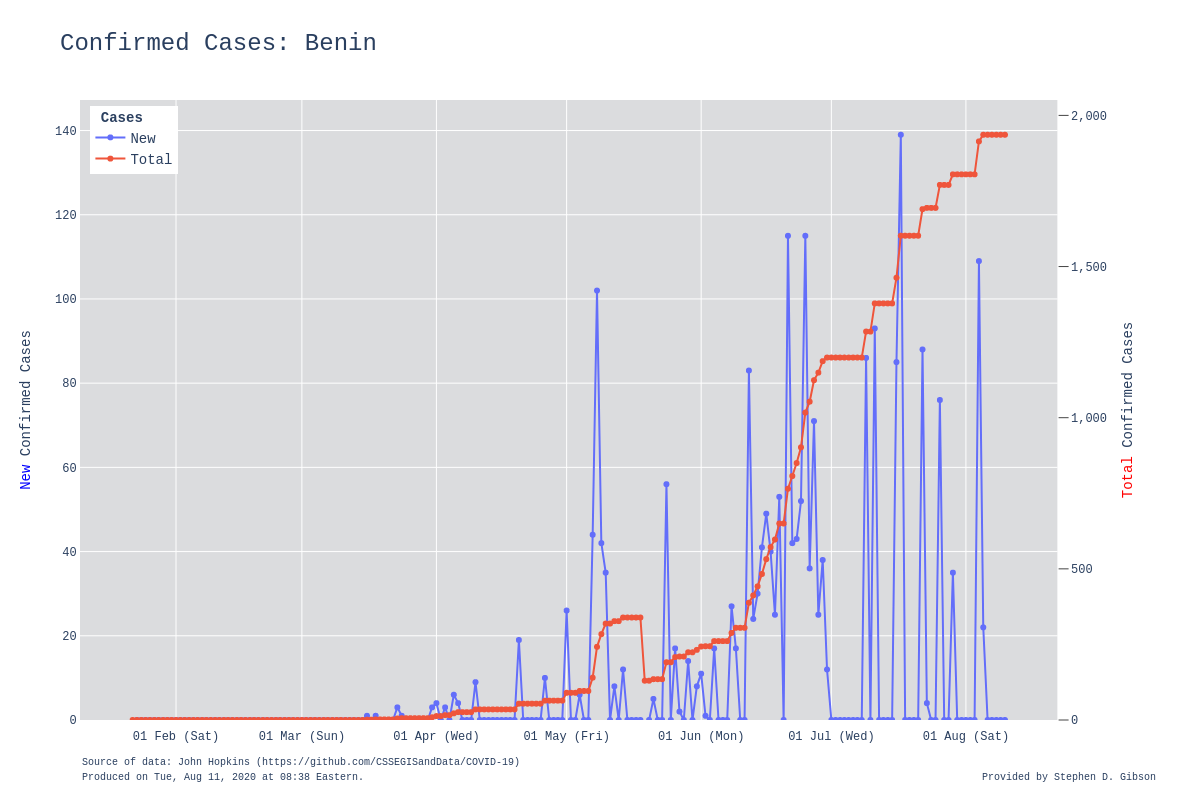 Confirmed Cases: Benin
Cases
New
Total
140
120
100
80
60
40
20
0
2,000
1,500
1,000
500
0
New Confirmed Cases
Total Confirmed Cases
01 Feb (Sat)
01 Mar (Sun)
01 Apr (Wed)
01 May (Fri)
01 Jun (Mon)
01 Jul (Wed)
01 Aug (Sat)
Source of data: John Hopkins (https://github.com/CSSEGISandData/COVID-19)
Produced on Tue, Aug 11, 2020 at 08:38 Eastern.
Provided by Stephen D. Gibson